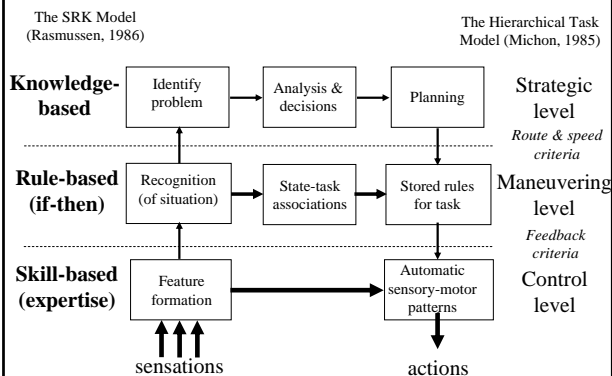 The SRK Model
(Rasmussen, 1986)
The Hierarchical Task
Model (Michon, 1985)
Knowledge-
based
Identify
problem
Analysis &
decisions
Planning
Strategic
level
Route & speed
criteria
Rule-based
(if-then)
Recognition
(of situation)
State-task
associations
Stored rules
for task
Maneuvering
level
Feedback
criteria
Skill-based
(expertise)
Feature
formation
Automatic
sensory-motor
patterns
Control
level
sensations
actions